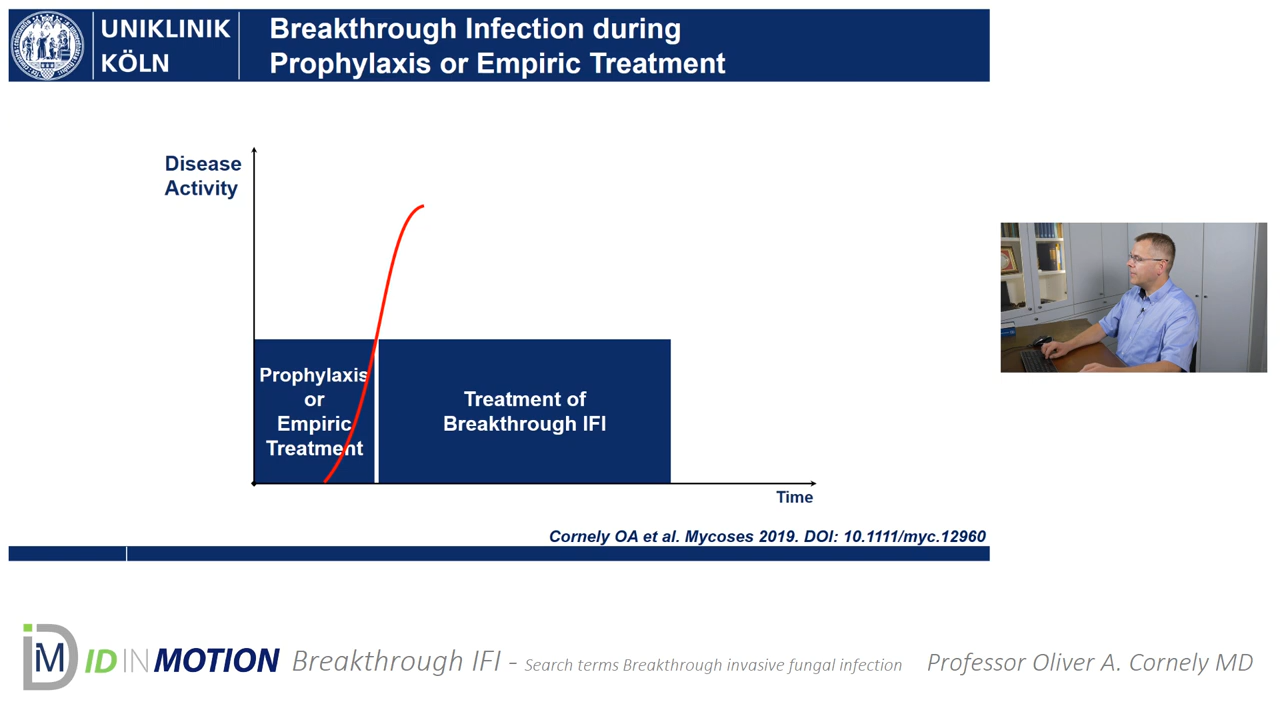 UNIKLINIK
KÖLN
Breakthrough Infection during
Prophylaxis or Empiric Treatment
Disease
Activity
Prophylaxis
or
Empiric
Treatment
Treatment of
Breakthrough IFI
Time
Cornely OA et al. Mycoses 2019. DOI: 10.1111/myc.12960
iDM ID IN MOTION Breakthrough IFI - Search terms Breakthrough invasive fungal infection Professor Oliver A. Cornely MD